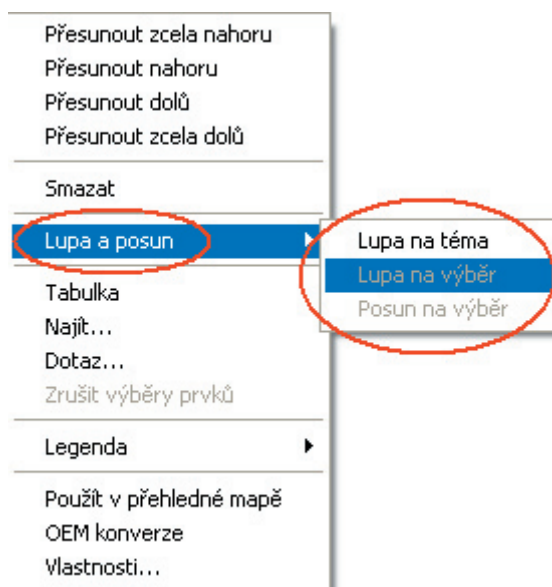 Přesunout zcela nahoru
Přesunout nahoru
Přesunout dolů
Přesunout zcela dolů
Smazat
Lupa a posun
Lupa na téma
Lupa na výběr
Posun na výběr
Tabulka
Najít...
Dotaz...
Zrušit výběry prvků
Legenda
Použít v přehledné mapě
OEM konverze
Vlastnosti...